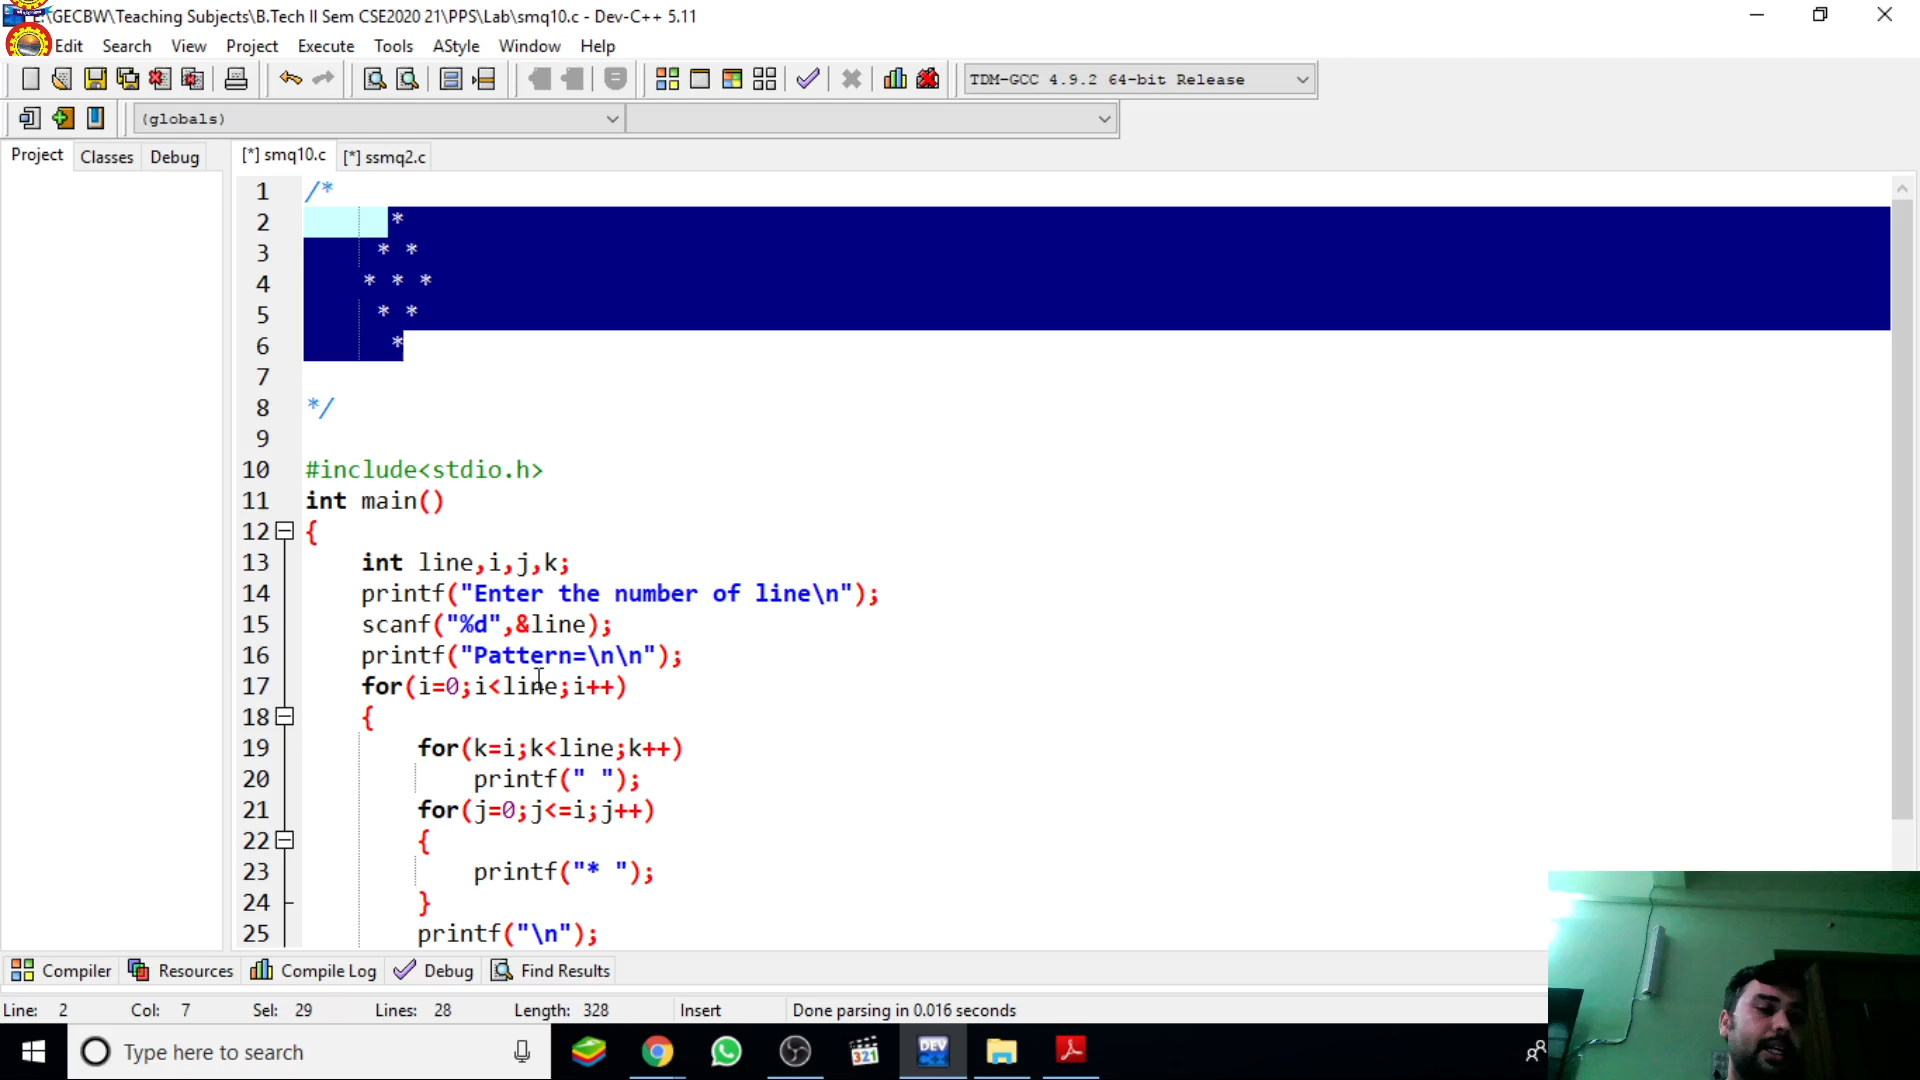 E:\GECBW\Teaching Subjects\B.Tech II Sem CSE2020 21\PPS\Lab\smq10.c - Dev-C++ 5.11
Edit Search View Project Execute Tools AStyle Window Help
TDM-GCC 4.9.2 64-bit Release
(globals)
Project Classes Debug [*] smq10.c [*] ssmq2.c
1 /*
2 *
3 * *
4 * * *
5 * *
6 *
7
8 */
9
10 #include<stdio.h>
11 int main()
12 {
13 int line,i,j,k;
14 printf("Enter the number of line\n");
15 scanf("%d",&line);
16 printf("Pattern=\n\n");
17 for(i=0;i<line;i++)
18 {
19 for(k=i;k<line;k++)
20 printf(" ");
21 for(j=0;j<=i;j++)
22 {
23 printf("* ");
24 }
25 printf("\n");
Compiler Resources Compile Log Debug Find Results
Line: 2 Col: 7 Sel: 29 Lines: 28 Length: 328 Insert Done parsing in 0.016 seconds
Type here to search 321 DEV C++